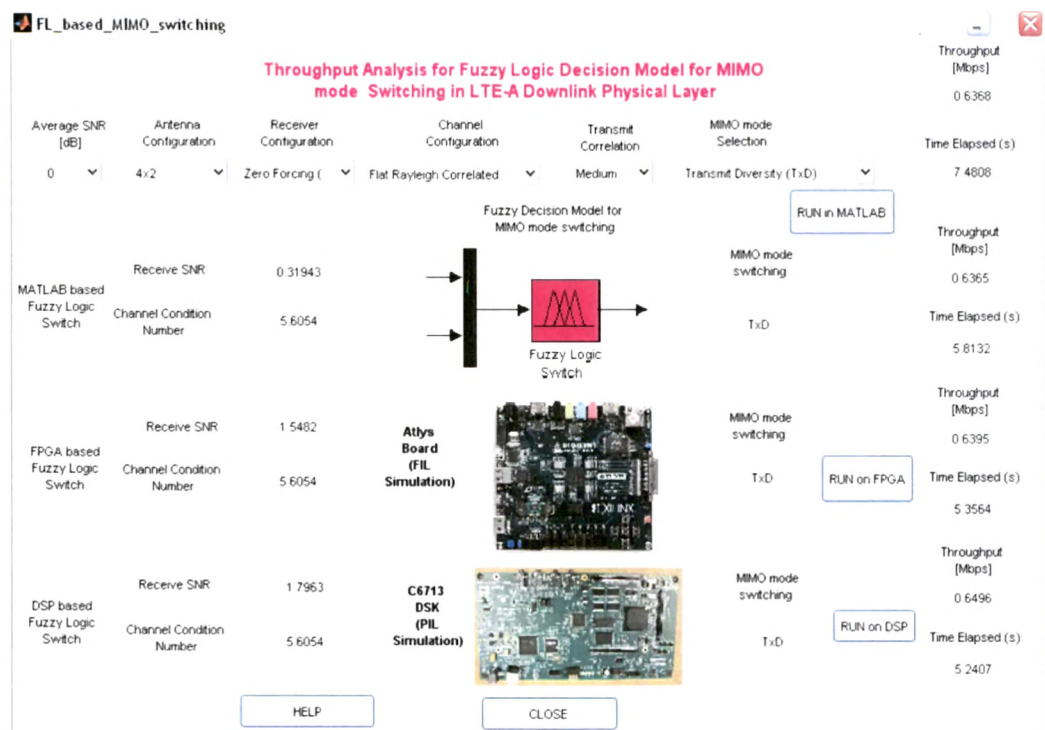 FL_based_MIMO_switching
Throughput Analysis for Fuzzy Logic Decision Model for MIMO
mode Switching in LTE-A Downlink Physical Layer
Throughput
[Mbps]
0.6368
Average SNR
[dB]
Antenna
Configuration
Receiver
Configuration
Channel
Configuration
Transmit
Correlation
MIMO mode
Selection
Time Elapsed (s)
0
4x2
Zero Forcing (
Flat Rayleigh Correlated
Medium
Transmit Diversity (TxD)
7.4808
RUN in MATLAB
Fuzzy Decision Model for
MIMO mode switching
MATLAB based
Fuzzy Logic
Switch
Receive SNR
0.31943
Channel Condition
Number
5.6054
Fuzzy Logic
Switch
MIMO mode
switching
TxD
Throughput
[Mbps]
0.6365
Time Elapsed (s)
5.8132
FPGA based
Fuzzy Logic
Switch
Receive SNR
1.5482
Channel Condition
Number
5.6054
Atlys
Board
(FIL
Simulation)
XILINX
MIMO mode
switching
TxD
RUN on FPGA
Throughput
[Mbps]
0.6395
Time Elapsed (s)
5.3564
DSP based
Fuzzy Logic
Switch
Receive SNR
1.7963
Channel Condition
Number
5.6054
C6713
DSK
(PIL
Simulation)
MIMO mode
switching
TxD
RUN on DSP
Throughput
[Mbps]
0.6496
Time Elapsed (s)
5.2407
HELP
CLOSE